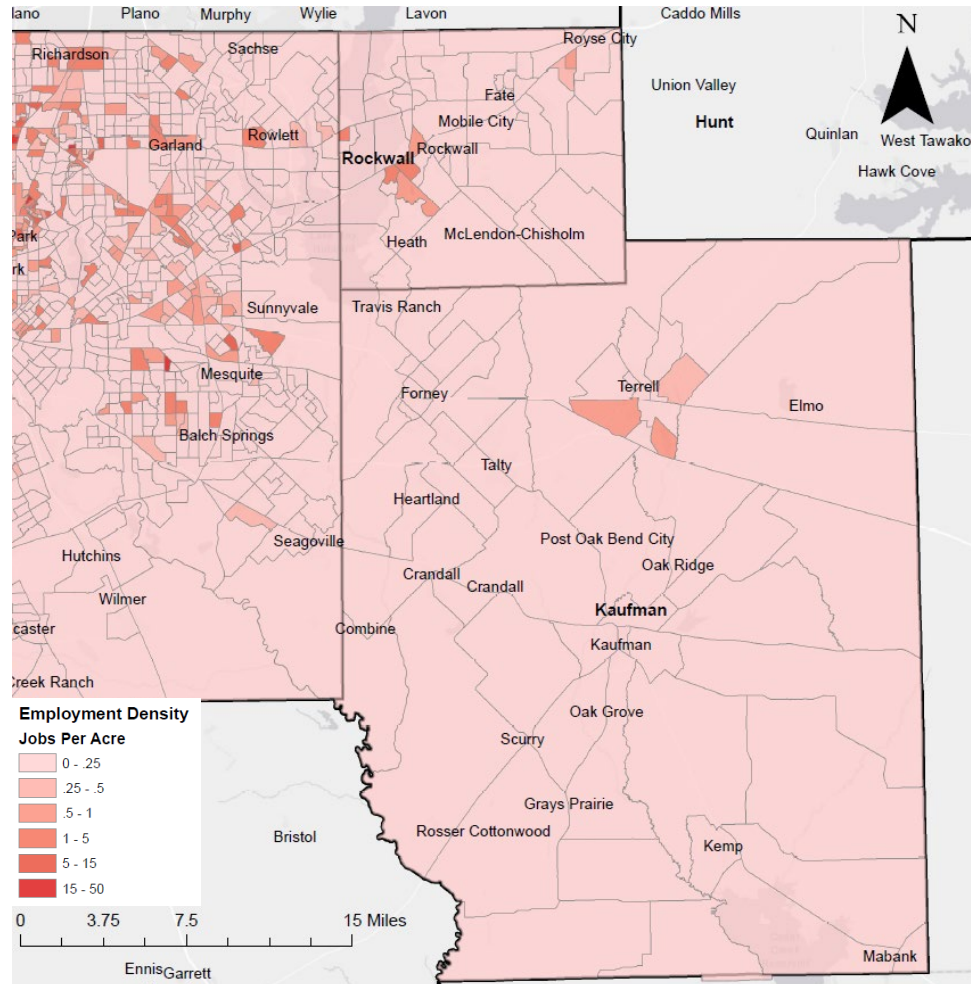 lano
Plano
Murphy
Wylie
Lavon
Caddo Mills
N
Richardson
Sachse
Royse City
Union Valley
Fate
Hunt
Mobile City
Quinlan
West Tawako
Garland
Rowlett
Rockwall
Rockwall
Hawk Cove
Park
Heath
McLendon-Chisholm
rk
Sunnyvale
Travis Ranch
Mesquite
Forney
Terrell
Elmo
Balch Springs
Talty
Heartland
Seagoville
Post Oak Bend City
Hutchins
Oak Ridge
Crandall
Crandall
Wilmer
Kaufman
caster
Combine
Kaufman
Creek Ranch
Oak Grove
Scurry
Grays Prairie
Rosser Cottonwood
Bristol
Kemp
Mabank
Employment Density
Jobs Per Acre
0 - .25
.25 - .5
.5 - 1
1 - 5
5 - 15
15 - 50
0 3.75 7.5 15 Miles
Ennis
Garrett